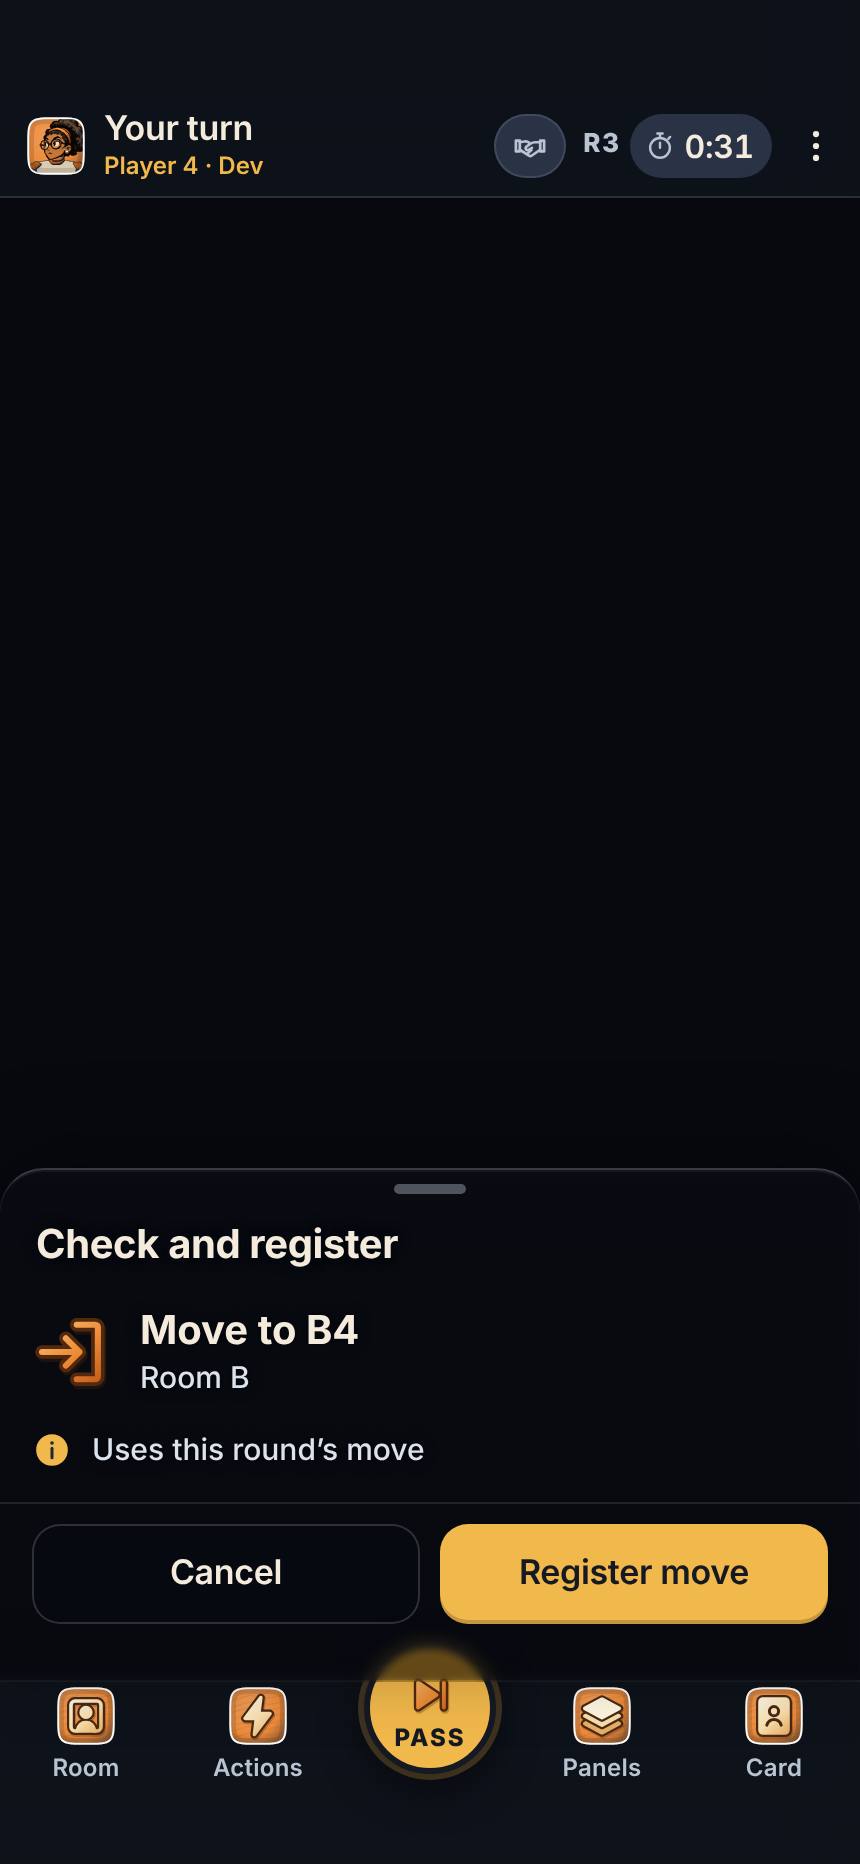 Your turn
Player 4 · Dev
R3
0:31
Check and register
Move to B4
Room B
Uses this round’s move
Cancel
Register move
PASS
Room
Actions
Panels
Card